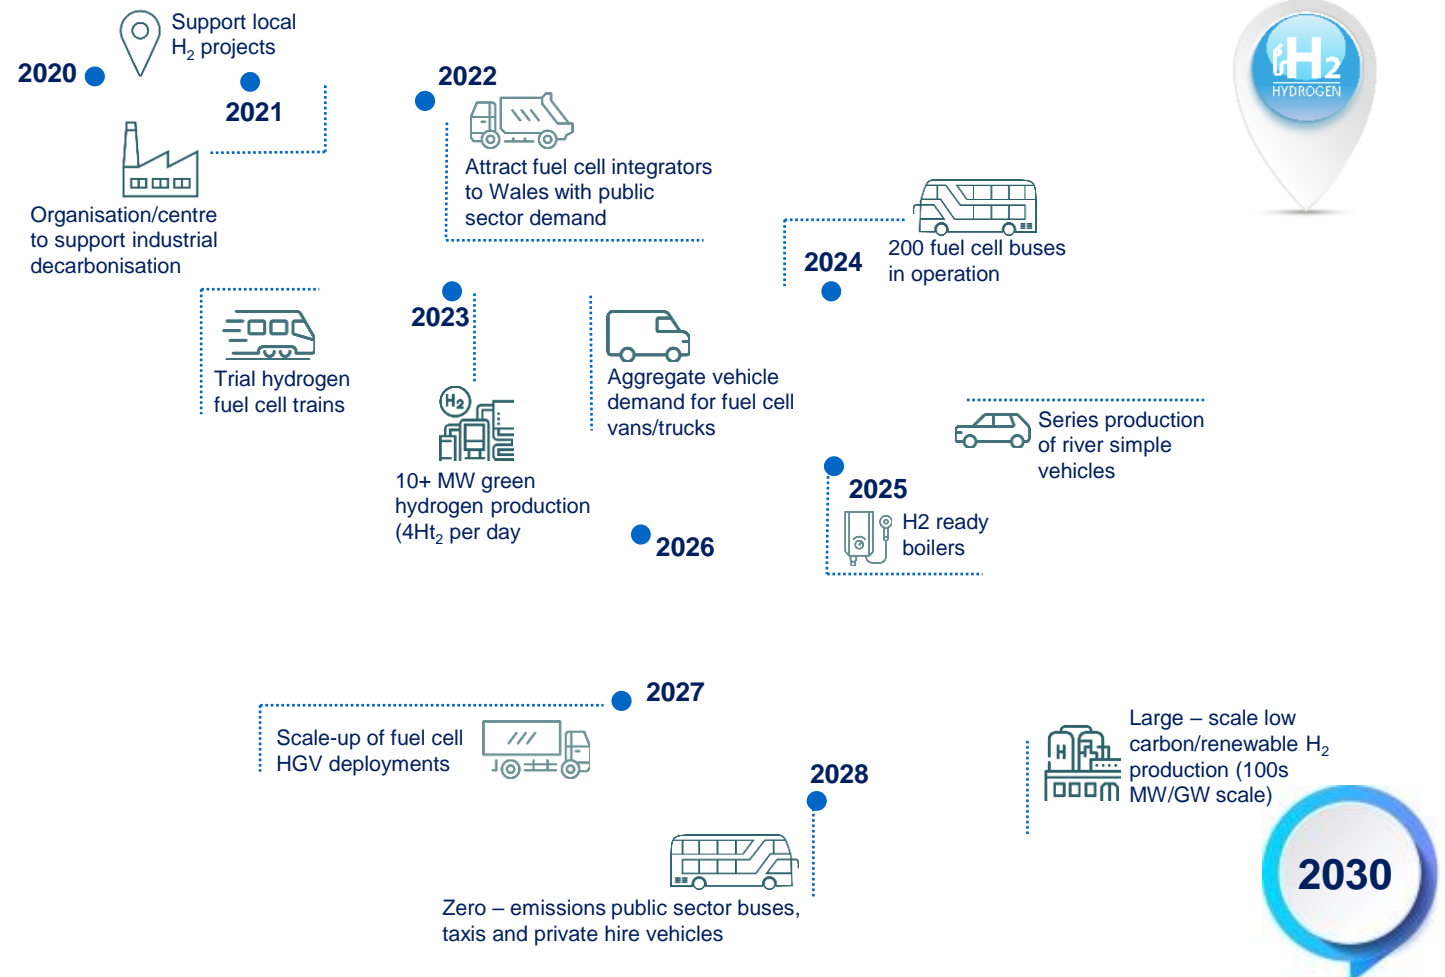 Support local
H2 projects
2020
2021
2022
H2
HYDROGEN
Attract fuel cell integrators
to Wales with public
sector demand
Organisation/centre
to support industrial
decarbonisation
200 fuel cell buses
in operation
2024
2023
Trial hydrogen
fuel cell trains
H2
Aggregate vehicle
demand for fuel cell
vans/trucks
Series production
of river simple
vehicles
10+ MW green
hydrogen production
(4Ht2 per day
2025
H2 ready
boilers
2026
2027
Scale-up of fuel cell
HGV deployments
H
Large – scale low
carbon/renewable H2
production (100s
MW/GW scale)
2028
2030
Zero – emissions public sector buses,
taxis and private hire vehicles